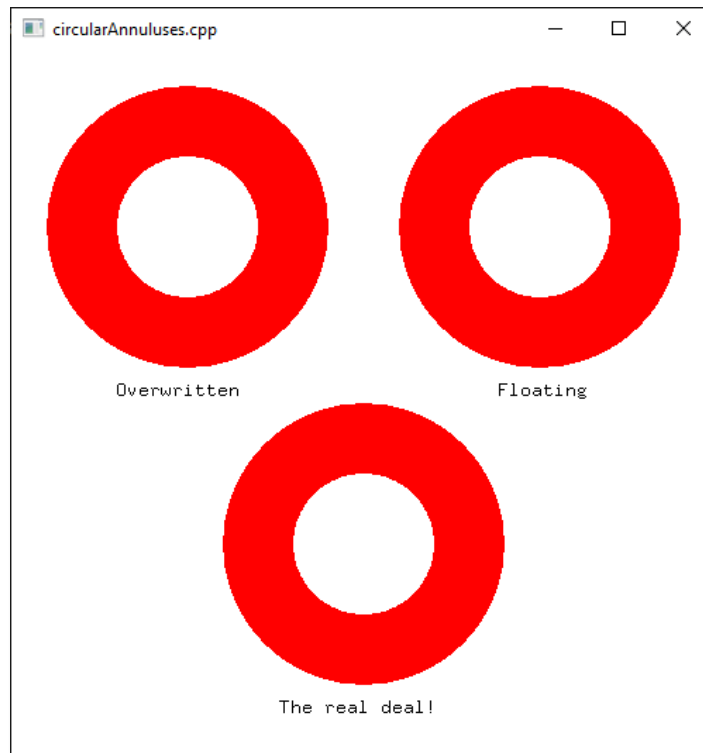 circularAnnuluses.cpp
Overwritten
Floating
The real deal!